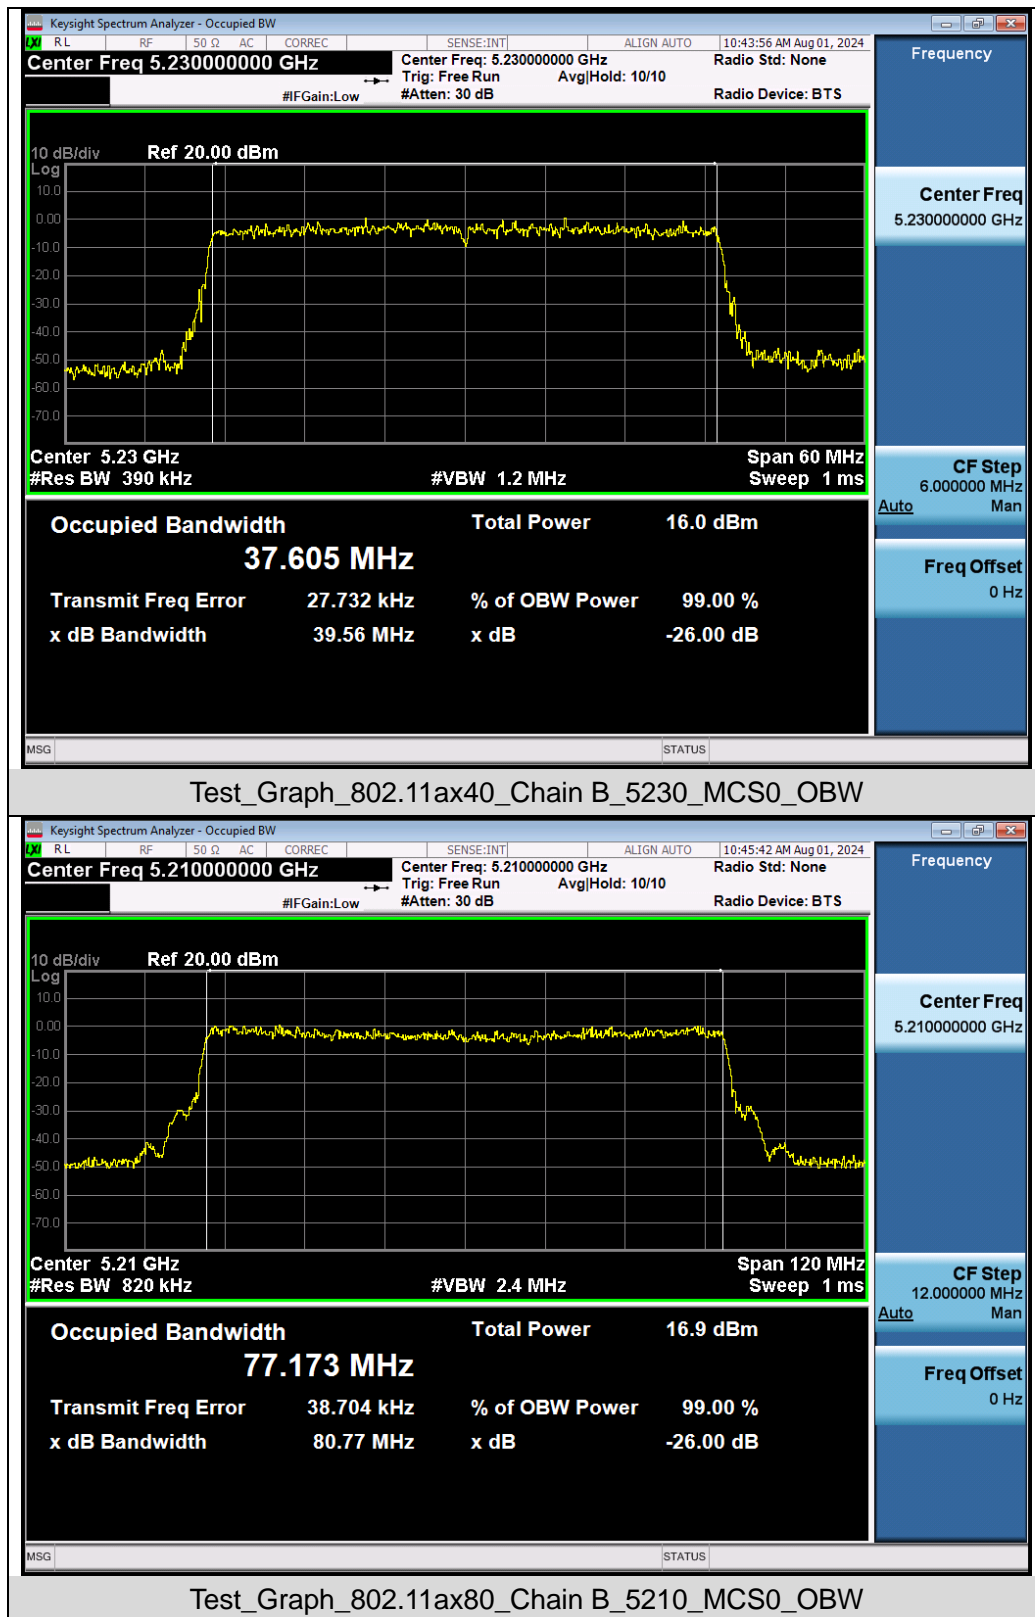 Keysight Spectrum Analyzer - Occupied BW
LXI RL RF 50 Ω AC CORREC SENSE:INT ALIGN AUTO 10:43:56 AM Aug 01, 2024
Center Freq 5.230000000 GHz
Center Freq: 5.230000000 GHz
Radio Std: None
Trig: Free Run Avg|Hold: 10/10
#IFGain:Low #Atten: 30 dB Radio Device: BTS
Frequency
10 dB/div Ref 20.00 dBm
Log
10.0
0.00
-10.0
-20.0
-30.0
-40.0
-50.0
-60.0
-70.0
Center 5.23 GHz Span 60 MHz
#Res BW 390 kHz #VBW 1.2 MHz Sweep 1 ms
Center Freq
5.230000000 GHz
CF Step
6.000000 MHz
Auto Man
Freq Offset
0 Hz
Occupied Bandwidth Total Power 16.0 dBm
37.605 MHz
Transmit Freq Error 27.732 kHz % of OBW Power 99.00 %
x dB Bandwidth 39.56 MHz x dB -26.00 dB
MSG STATUS
Test_Graph_802.11ax40_Chain B_5230_MCS0_OBW
Keysight Spectrum Analyzer - Occupied BW
LXI RL RF 50 Ω AC CORREC SENSE:INT ALIGN AUTO 10:45:42 AM Aug 01, 2024
Center Freq 5.210000000 GHz
Center Freq: 5.210000000 GHz
Radio Std: None
Trig: Free Run Avg|Hold: 10/10
#IFGain:Low #Atten: 30 dB Radio Device: BTS
Frequency
10 dB/div Ref 20.00 dBm
Log
10.0
0.00
-10.0
-20.0
-30.0
-40.0
-50.0
-60.0
-70.0
Center 5.21 GHz Span 120 MHz
#Res BW 820 kHz #VBW 2.4 MHz Sweep 1 ms
Center Freq
5.210000000 GHz
CF Step
12.000000 MHz
Auto Man
Freq Offset
0 Hz
Occupied Bandwidth Total Power 16.9 dBm
77.173 MHz
Transmit Freq Error 38.704 kHz % of OBW Power 99.00 %
x dB Bandwidth 80.77 MHz x dB -26.00 dB
MSG STATUS
Test_Graph_802.11ax80_Chain B_5210_MCS0_OBW